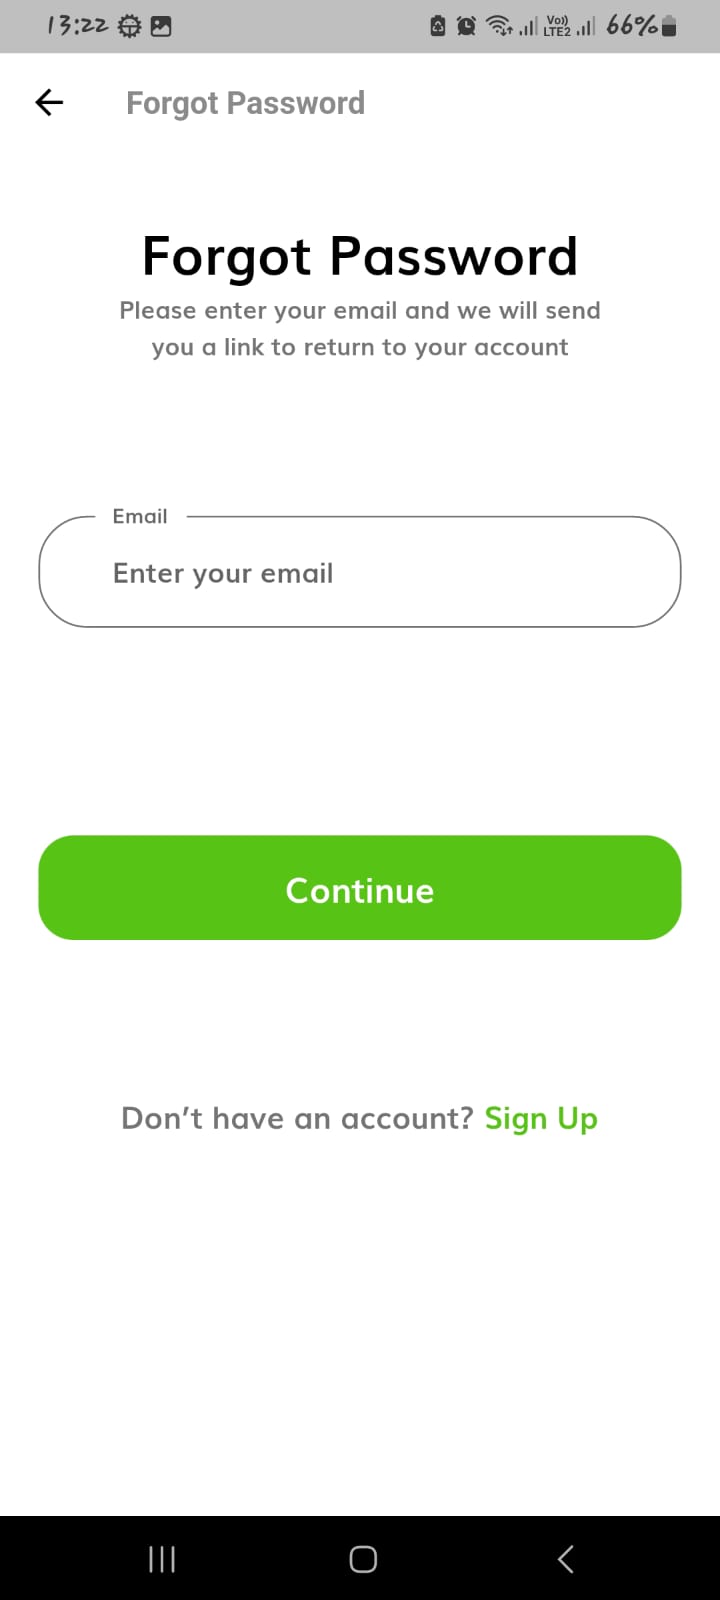 13:22
Vo)) LTE2 66%
Forgot Password
Forgot Password
Please enter your email and we will send
you a link to return to your account
Email
Enter your email
Continue
Don’t have an account? Sign Up